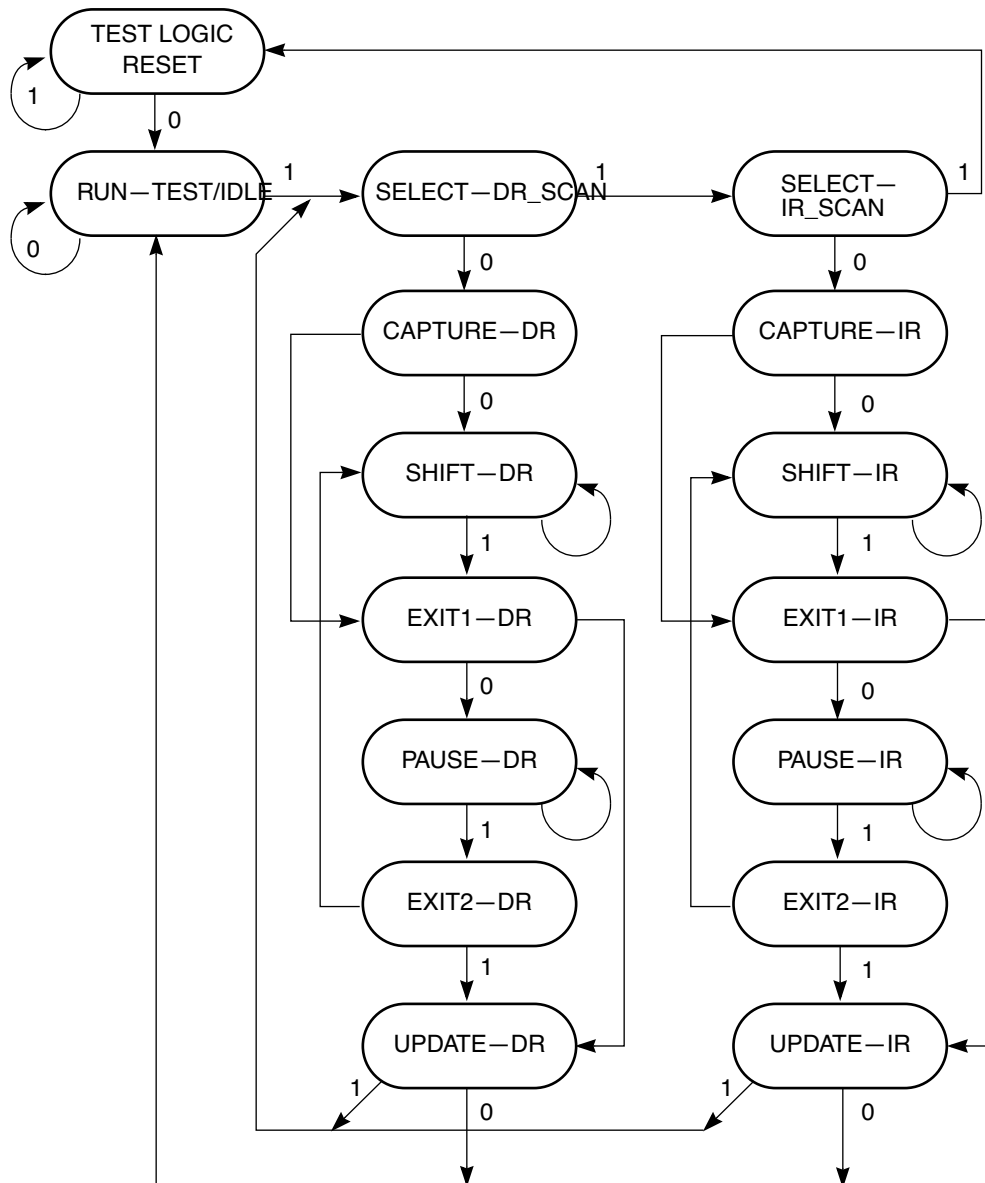 TEST LOGIC
RESET
1
0
RUN—TEST/IDLE
1
SELECT—DR_SCAN
1
SELECT—
IR_SCAN
1
0
0
0
CAPTURE—DR
CAPTURE—IR
0
0
SHIFT—DR
SHIFT—IR
1
1
EXIT1—DR
EXIT1—IR
0
0
PAUSE—DR
PAUSE—IR
1
1
EXIT2—DR
EXIT2—IR
1
1
UPDATE—DR
UPDATE—IR
1
0
1
0